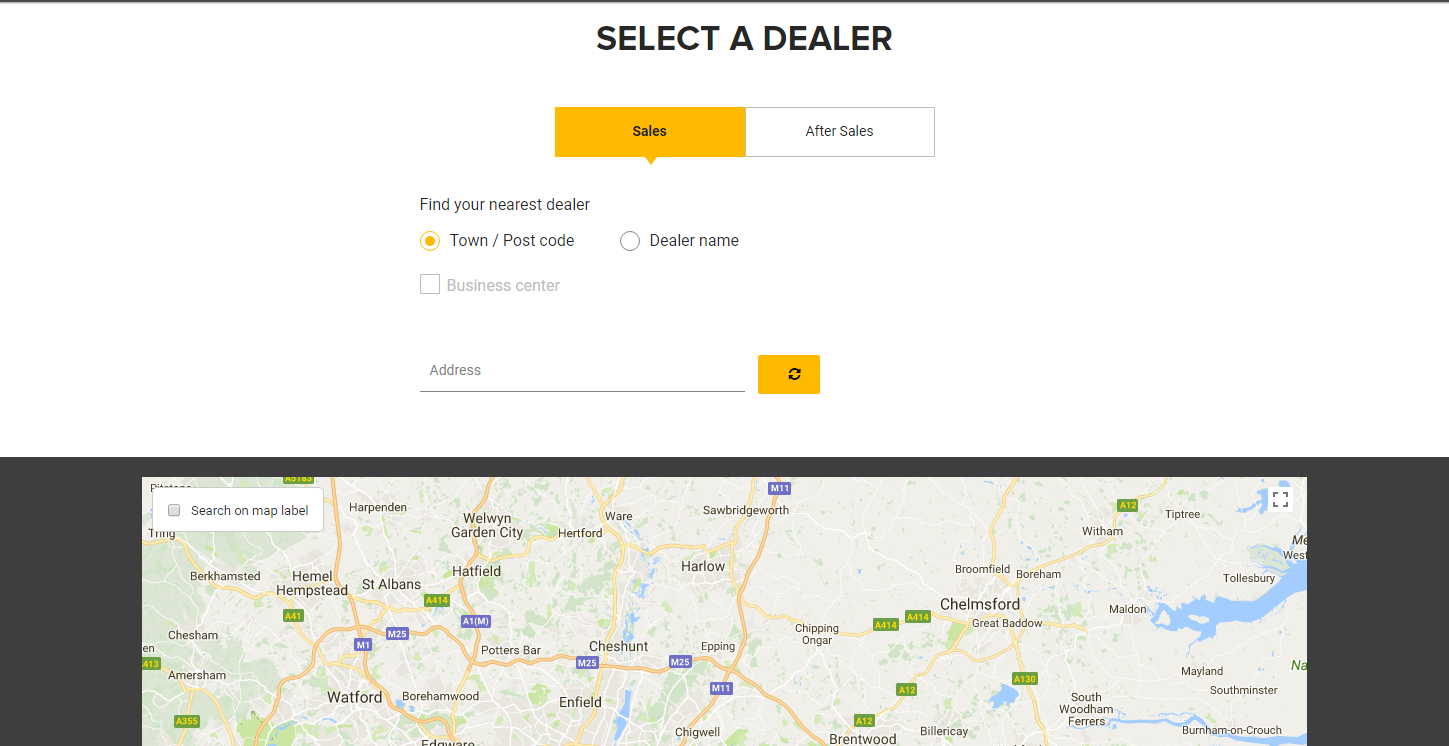 SELECT A DEALER
Sales
After Sales
Find your nearest dealer
Town / Post code
Dealer name
Business center
Address
A5183
M11
Search on map label
Harpenden
Welwyn
Garden City
Ware
Sawbridgeworth
A12
Tiptree
Tring
Hertford
Witham
Berkhamsted
Hemel
Hempstead
St Albans
Hatfield
Harlow
Broomfield
Boreham
West
Tollesbury
A41
A414
A1(M)
Chelmsford
Maldon
Chesham
M25
M1
Chipping
Ongar
A414
A414
Great Baddow
Cheshunt
Epping
Potters Bar
413
Amersham
M25
M25
Mayland
Watford
Borehamwood
Enfield
M11
A12
A130
South
Woodham
Ferrers
Southminster
A355
A12
Chigwell
Brentwood
Billericay
Burnham-on-Crouch
Edgware